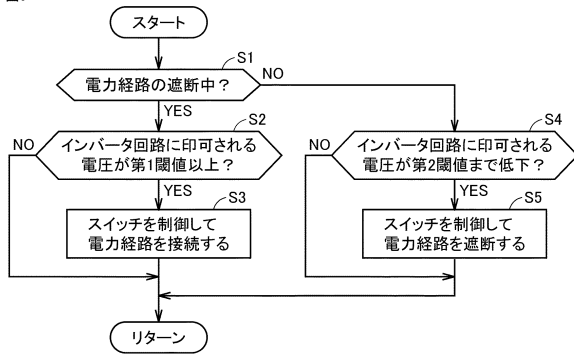 スタート
S1
電力経路の遮断中?
NO
YES
S2
NO
インバータ回路に印可される
電圧が第1閾値以上?
YES
S3
スイッチを制御して
電力経路を接続する
S4
NO
インバータ回路に印可される
電圧が第2閾値まで低下?
YES
S5
スイッチを制御して
電力経路を遮断する
リターン